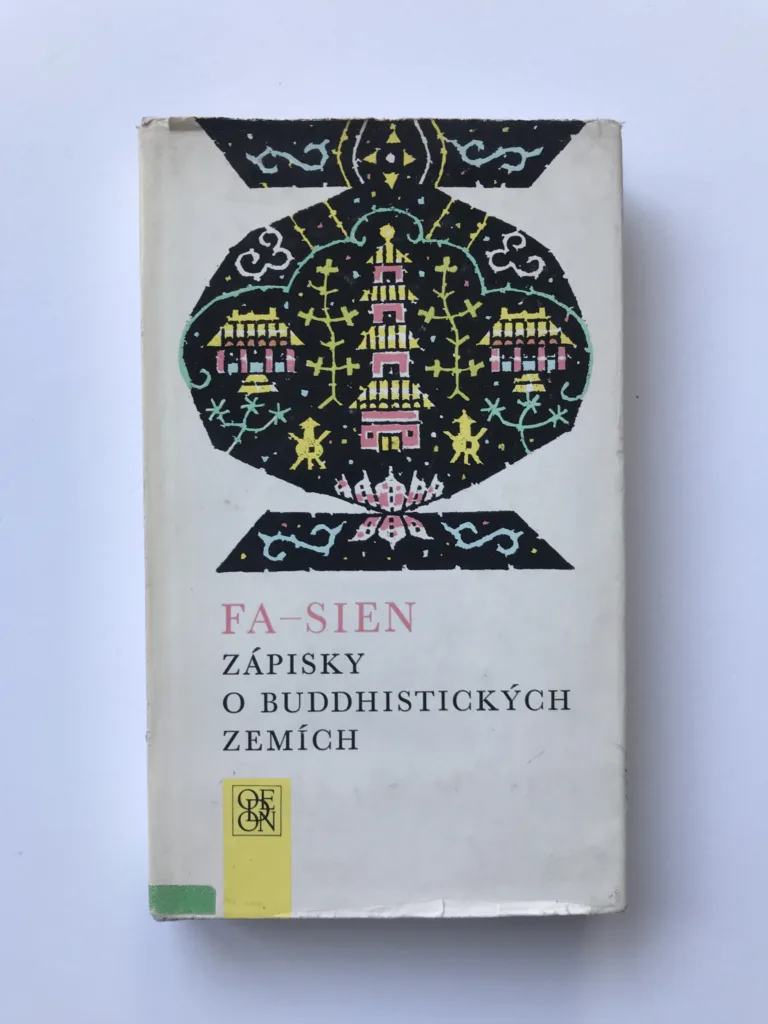 FA–SIEN
ZÁPISKY
O BUDDHISTICKÝCH
ZEMÍCH
ODEON